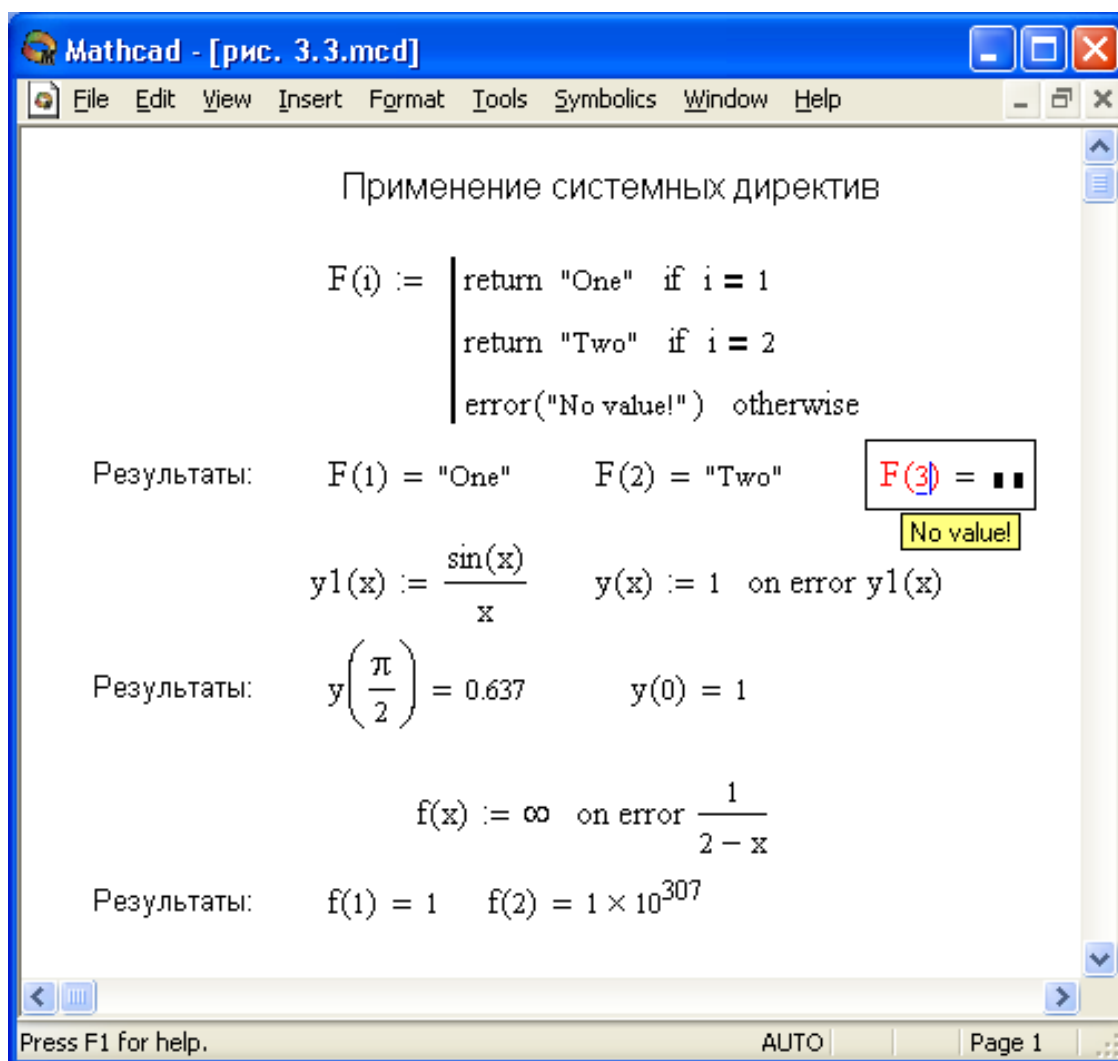 Mathcad - [рис. 3.3.mcd]
File Edit View Insert Format Tools Symbolics Window Help
Применение системных директив
F(i) := return "One" if i = 1
return "Two" if i = 2
error("No value!") otherwise
Результаты: F(1) = "One" F(2) = "Two" F(3) = ▮▮
No value!
y1(x) := sin(x)/x y(x) := 1 on error y1(x)
Результаты: y(π/2) = 0.637 y(0) = 1
f(x) := ∞ on error 1/(2 − x)
Результаты: f(1) = 1 f(2) = 1 × 10^307
Press F1 for help. AUTO Page 1